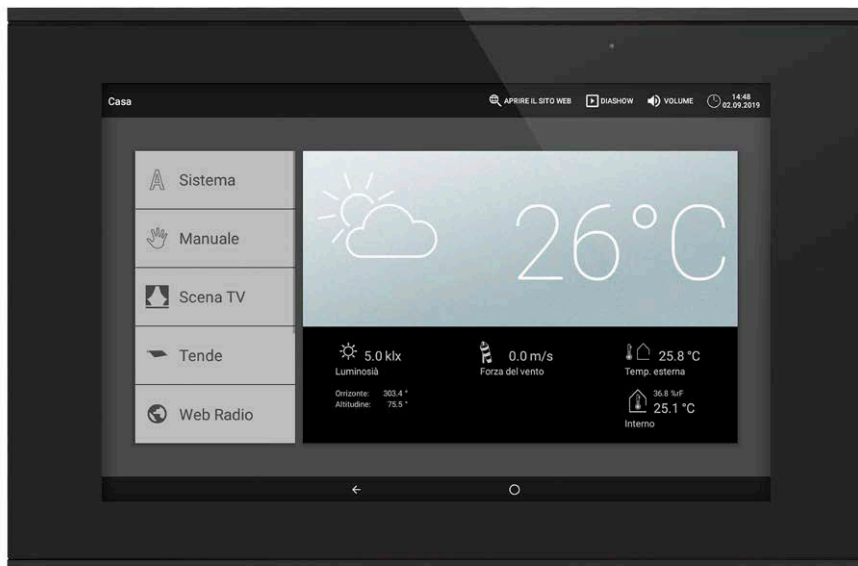 Casa
APRIRE IL SITO WEB
DIASHOW
VOLUME
14:48
02.09.2019
Sistema
Manuale
Scena TV
Tende
Web Radio
26°C
5.0 klx
Luminosià
Orrizonte: 303.4 °
Altitudine: 75.5 °
0.0 m/s
Forza del vento
25.8 °C
Temp. esterna
36.8 %rF
25.1 °C
Interno